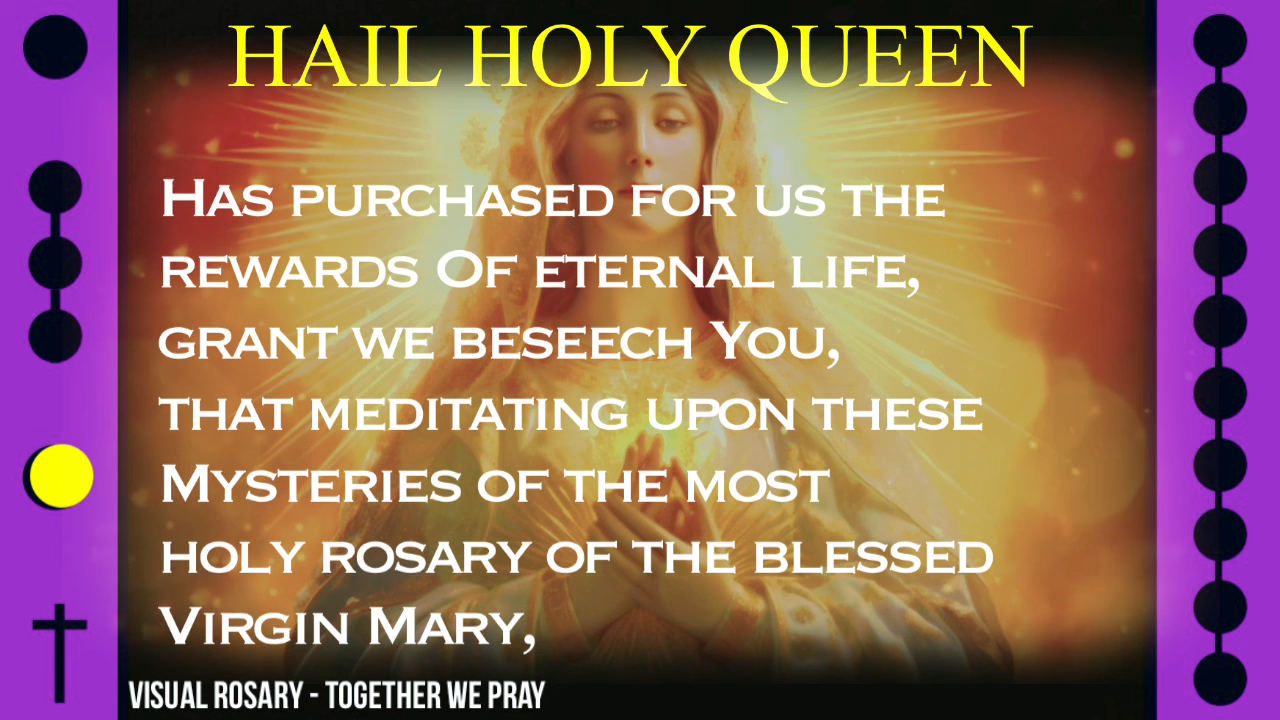 HAIL HOLY QUEEN
HAS PURCHASED FOR US THE
REWARDS OF ETERNAL LIFE,
GRANT WE BESEECH YOU,
THAT MEDITATING UPON THESE
MYSTERIES OF THE MOST
HOLY ROSARY OF THE BLESSED
VIRGIN MARY,
VISUAL ROSARY - TOGETHER WE PRAY